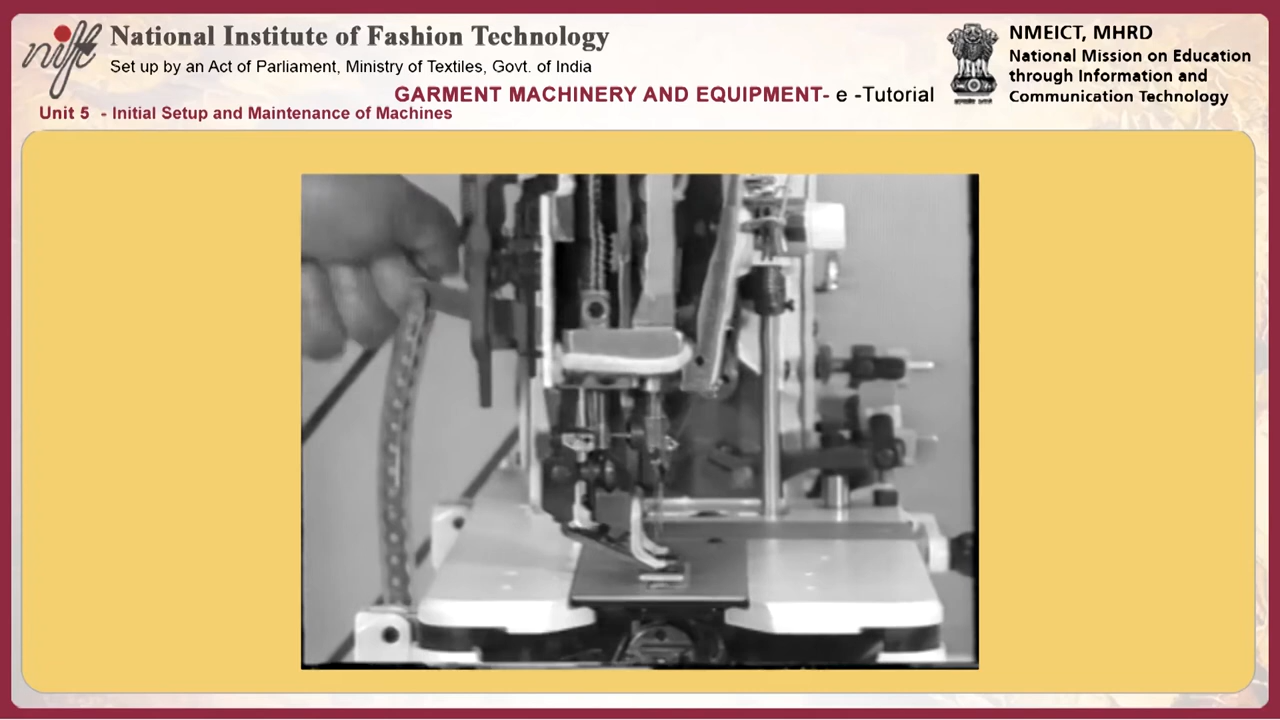 nift
National Institute of Fashion Technology
Set up by an Act of Parliament, Ministry of Textiles, Govt. of India
GARMENT MACHINERY AND EQUIPMENT- e -Tutorial
Unit 5 - Initial Setup and Maintenance of Machines
NMEICT, MHRD
National Mission on Education
through Information and
Communication Technology